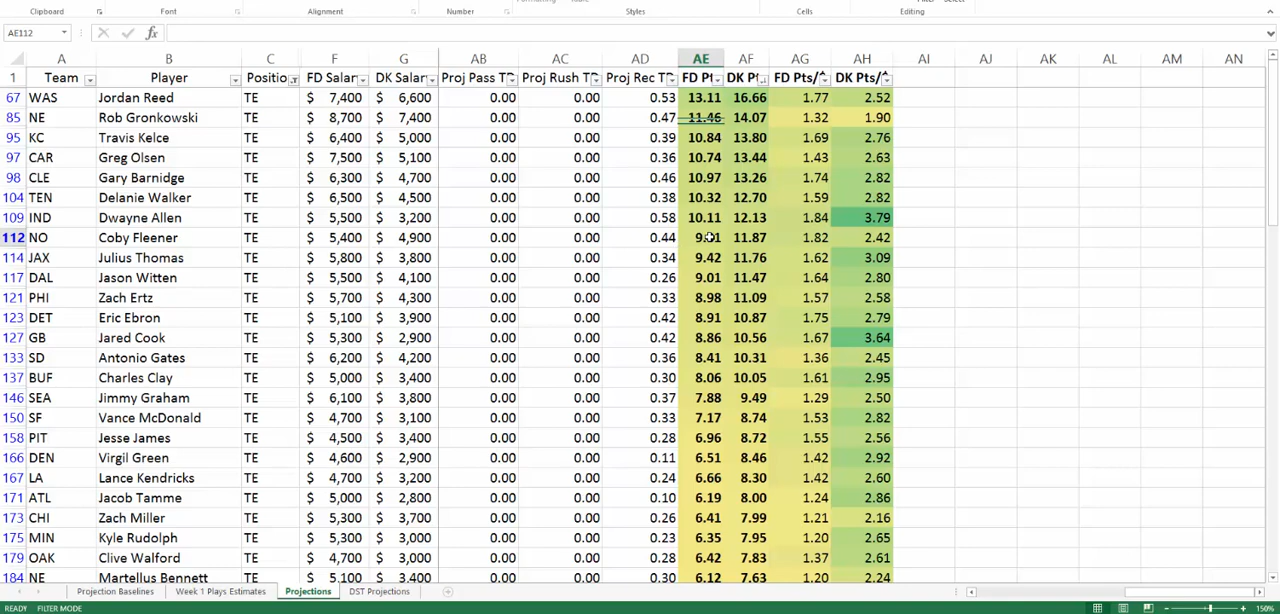 Clipboard Font Alignment Number Styles Cells Editing
AE112 fx
A B C F G AB AC AD AE AF AG AH AI AJ AK AL AM AN
1 Team Player Positio FD Salar DK Salar Proj Pass T Proj Rush T Proj Rec T FD Pt DK Pt FD Pts/ DK Pts/
67 WAS Jordan Reed TE $ 7,400 $ 6,600 0.00 0.00 0.53 13.11 16.66 1.77 2.52
85 NE Rob Gronkowski TE $ 8,700 $ 7,400 0.00 0.00 0.47 11.46 14.07 1.32 1.90
95 KC Travis Kelce TE $ 6,400 $ 5,000 0.00 0.00 0.39 10.84 13.80 1.69 2.76
97 CAR Greg Olsen TE $ 7,500 $ 5,100 0.00 0.00 0.36 10.74 13.44 1.43 2.63
98 CLE Gary Barnidge TE $ 6,300 $ 4,700 0.00 0.00 0.46 10.97 13.26 1.74 2.82
104 TEN Delanie Walker TE $ 6,500 $ 4,500 0.00 0.00 0.38 10.32 12.70 1.59 2.82
109 IND Dwayne Allen TE $ 5,500 $ 3,200 0.00 0.00 0.58 10.11 12.13 1.84 3.79
112 NO Coby Fleener TE $ 5,400 $ 4,900 0.00 0.00 0.44 11.87 1.82 2.42
114 JAX Julius Thomas TE $ 5,800 $ 3,800 0.00 0.00 0.34 9.42 11.76 1.62 3.09
117 DAL Jason Witten TE $ 5,500 $ 4,100 0.00 0.00 0.26 9.01 11.47 1.64 2.80
121 PHI Zach Ertz TE $ 5,700 $ 4,300 0.00 0.00 0.33 8.98 11.09 1.57 2.58
123 DET Eric Ebron TE $ 5,100 $ 3,900 0.00 0.00 0.42 8.91 10.87 1.75 2.79
127 GB Jared Cook TE $ 5,300 $ 2,900 0.00 0.00 0.42 8.86 10.56 1.67 3.64
133 SD Antonio Gates TE $ 6,200 $ 4,200 0.00 0.00 0.36 8.41 10.31 1.36 2.45
137 BUF Charles Clay TE $ 5,000 $ 3,400 0.00 0.00 0.30 8.06 10.05 1.61 2.95
146 SEA Jimmy Graham TE $ 6,100 $ 3,800 0.00 0.00 0.37 7.88 9.49 1.29 2.50
150 SF Vance McDonald TE $ 4,700 $ 3,100 0.00 0.00 0.33 7.17 8.74 1.53 2.82
158 PIT Jesse James TE $ 4,500 $ 3,400 0.00 0.00 0.28 6.96 8.72 1.55 2.56
166 DEN Virgil Green TE $ 4,600 $ 2,900 0.00 0.00 0.11 6.51 8.46 1.42 2.92
167 LA Lance Kendricks TE $ 4,700 $ 3,200 0.00 0.00 0.24 6.66 8.30 1.42 2.60
171 ATL Jacob Tamme TE $ 5,000 $ 2,800 0.00 0.00 0.10 6.19 8.00 1.24 2.86
173 CHI Zach Miller TE $ 5,300 $ 3,700 0.00 0.00 0.26 6.41 7.99 1.21 2.16
175 MIN Kyle Rudolph TE $ 5,300 $ 3,000 0.00 0.00 0.23 6.35 7.95 1.20 2.65
179 OAK Clive Walford TE $ 4,700 $ 3,000 0.00 0.00 0.28 6.42 7.83 1.37 2.61
184 NE Martellus Bennett TE $ 5,100 $ 3,400 0.00 0.00 0.30 6.12 7.63 1.20 2.24
Projection Baselines Week 1 Plays Estimates Projections DST Projections
READY FILTER MODE 150%